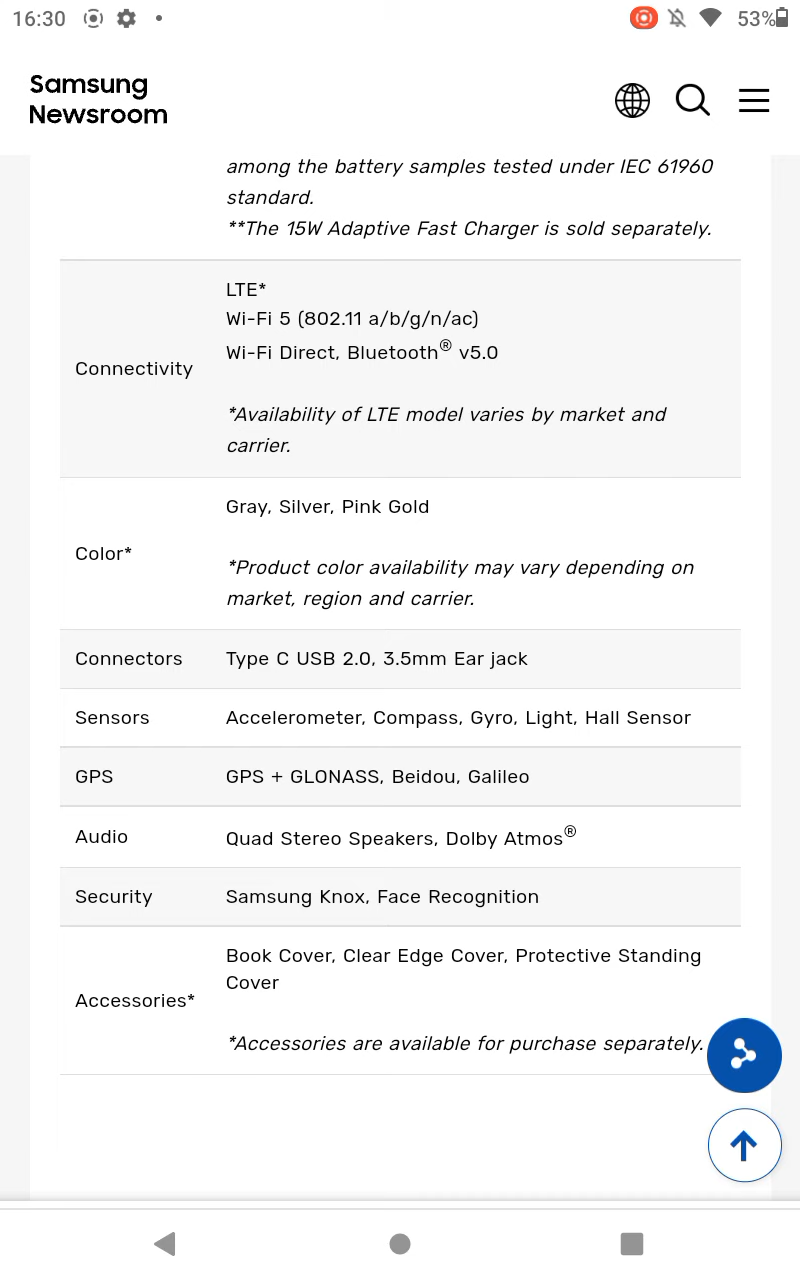 16:30
53%
Samsung
Newsroom
among the battery samples tested under IEC 61960
standard.
**The 15W Adaptive Fast Charger is sold separately.
Connectivity
LTE*
Wi-Fi 5 (802.11 a/b/g/n/ac)
Wi-Fi Direct, Bluetooth® v5.0
*Availability of LTE model varies by market and
carrier.
Color*
Gray, Silver, Pink Gold
*Product color availability may vary depending on
market, region and carrier.
Connectors
Type C USB 2.0, 3.5mm Ear jack
Sensors
Accelerometer, Compass, Gyro, Light, Hall Sensor
GPS
GPS + GLONASS, Beidou, Galileo
Audio
Quad Stereo Speakers, Dolby Atmos®
Security
Samsung Knox, Face Recognition
Accessories*
Book Cover, Clear Edge Cover, Protective Standing
Cover
*Accessories are available for purchase separately.